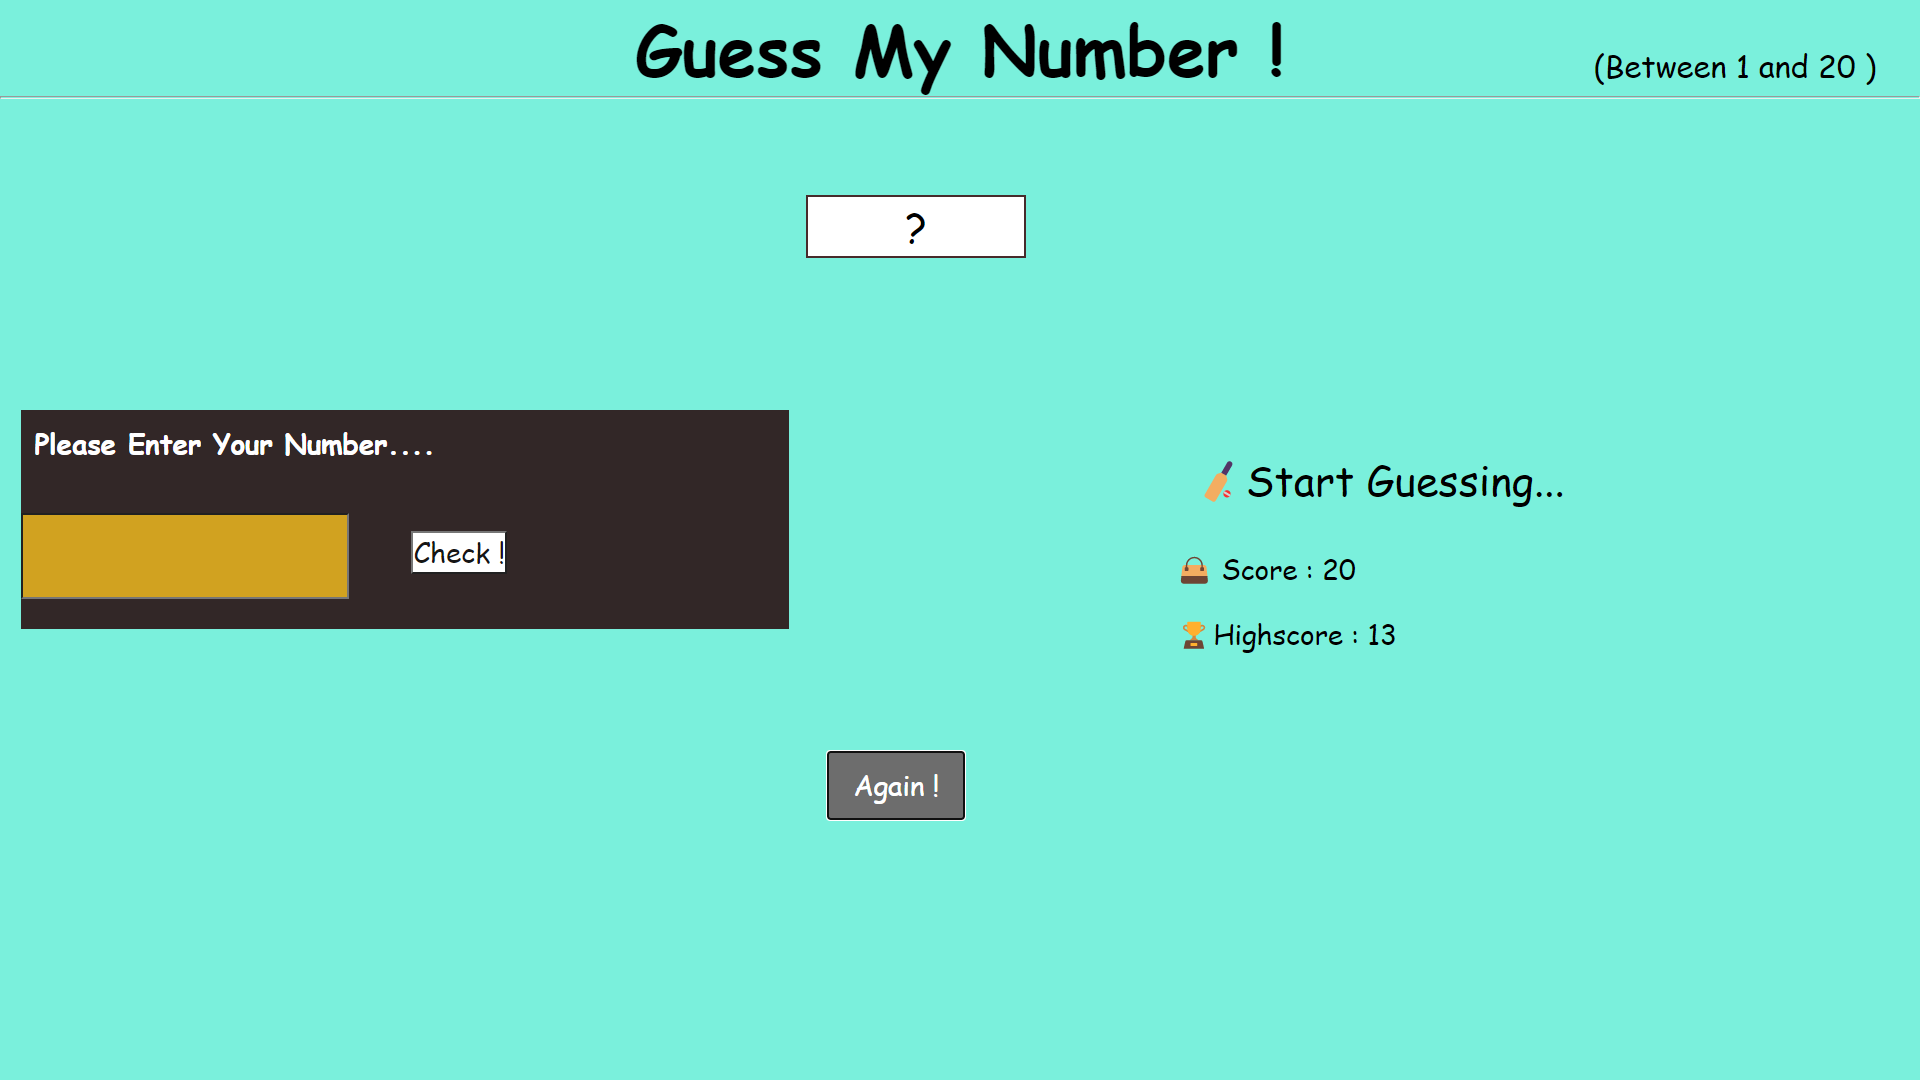 Guess My Number !
(Between 1 and 20 )
?
Please Enter Your Number....
Check !
Start Guessing...
Score : 20
Highscore : 13
Again !